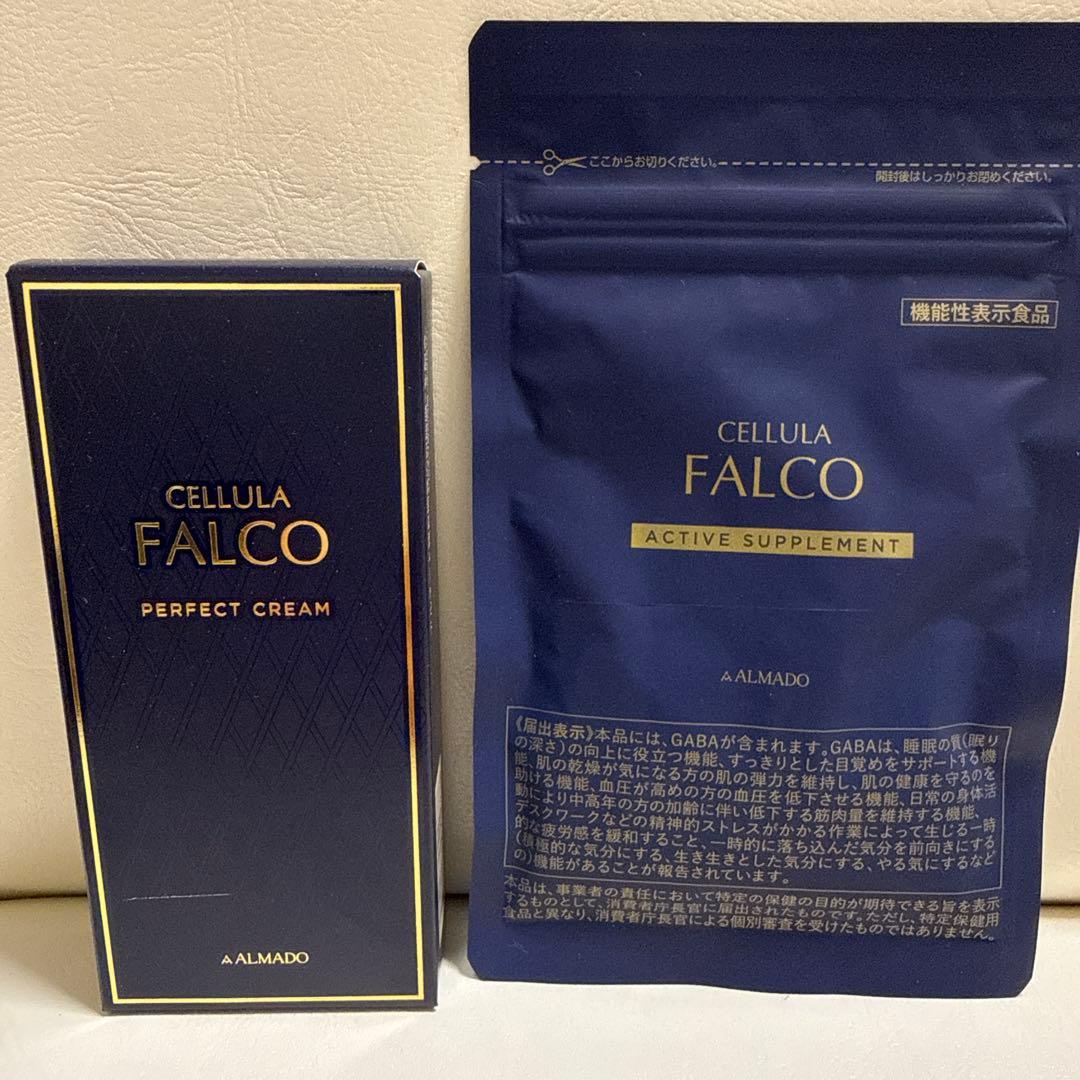 CELLULA
FALCO
PERFECT CREAM
ALMADO
ここからお切りください。
開封後はしっかりお閉めください。
機能性表示食品
CELLULA
FALCO
ACTIVE SUPPLEMENT
ALMADO
《届出表示》本品には、GABAが含まれます。GABAは、睡眠の質(眠り
の深さ)の向上に役立つ機能、すっきりとした目覚めをサポートする機
能、肌の乾燥が気になる方の肌の弾力を維持し、肌の健康を守るのを
助ける機能、血圧が高めの方の血圧を低下させる機能、日常の身体活
動により中高年の方の加齢に伴い低下する筋肉量を維持する機能、
デスクワークなどの精神的ストレスがかかる作業によって生じる一時
的な疲労感を緩和すること、一時的に落ち込んだ気分を前向きにする
(積極的な気分にする、生き生きとした気分にする、やる気にするなど
の)機能があることが報告されています。
本品は、事業者の責任において特定の保健の目的が期待できる旨を表示
するものとして、消費者庁長官に届出されたものです。ただし、特定保健用
食品と異なり、消費者庁長官による個別審査を受けたものではありません。